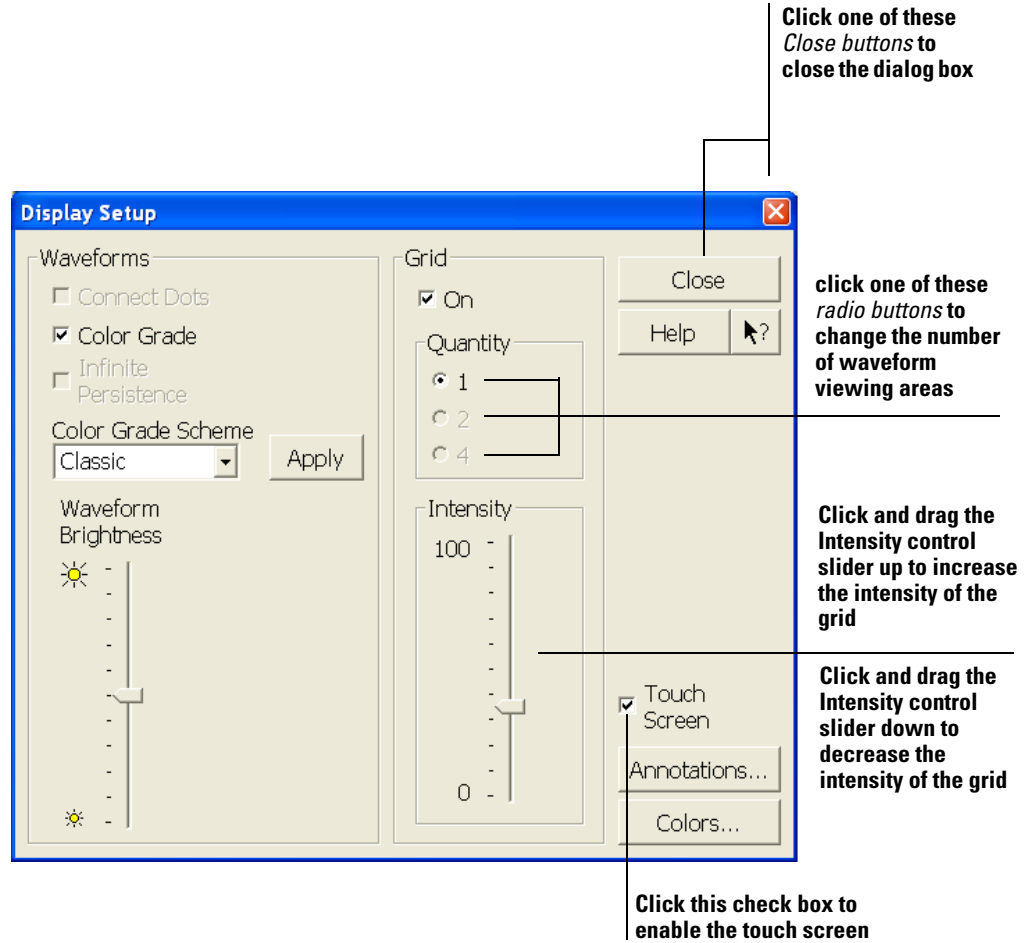 Click one of these
Close buttons to
close the dialog box
Display Setup
Waveforms
Connect Dots
Color Grade
Infinite
Persistence
Color Grade Scheme
Classic
Apply
Waveform
Brightness
Grid
On
Quantity
1
2
4
Intensity
100
0
Close
Help
?
Touch
Screen
Annotations...
Colors...
click one of these
radio buttons to
change the number
of waveform
viewing areas
Click and drag the
Intensity control
slider up to increase
the intensity of the
grid
Click and drag the
Intensity control
slider down to
decrease the
intensity of the grid
Click this check box to
enable the touch screen